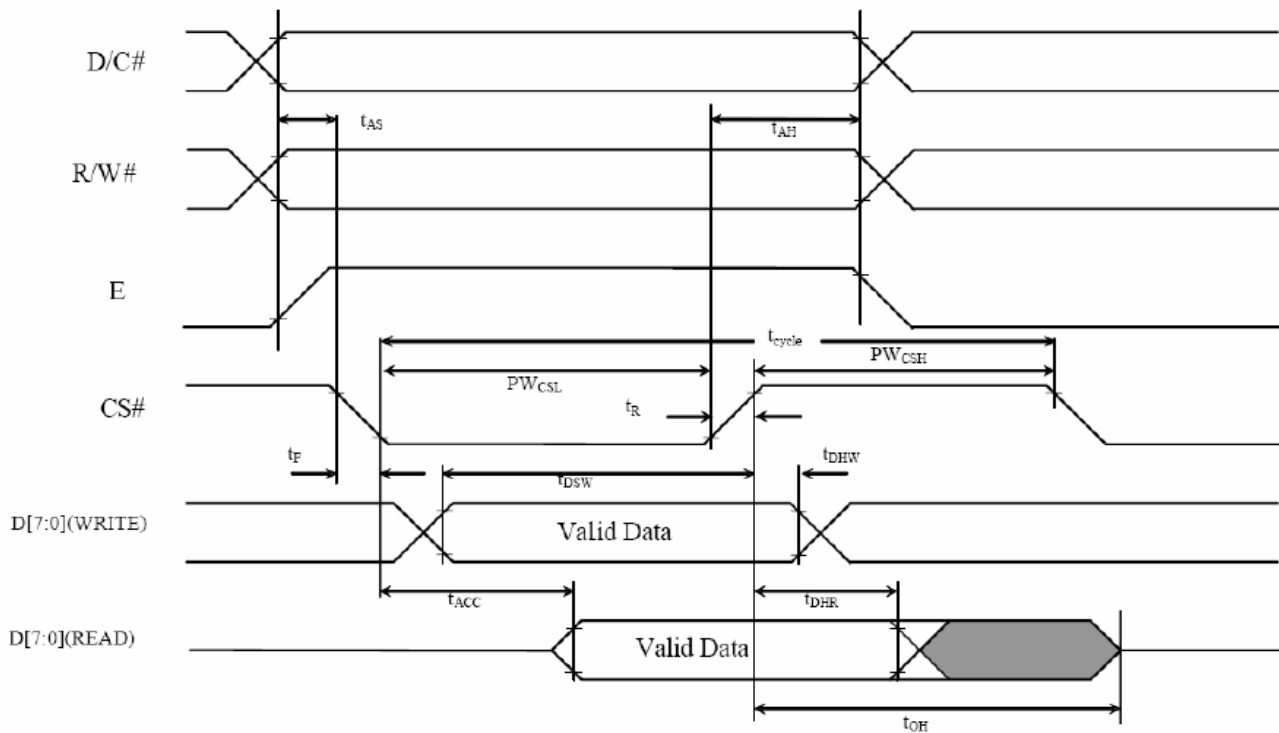 D/C#
tAS
tAH
R/W#
E
tcycle
PWCSL
PWCSH
CS#
tR
tF
tDSW
tDHW
D[7:0](WRITE)
Valid Data
tACC
tDHR
D[7:0](READ)
Valid Data
tOH